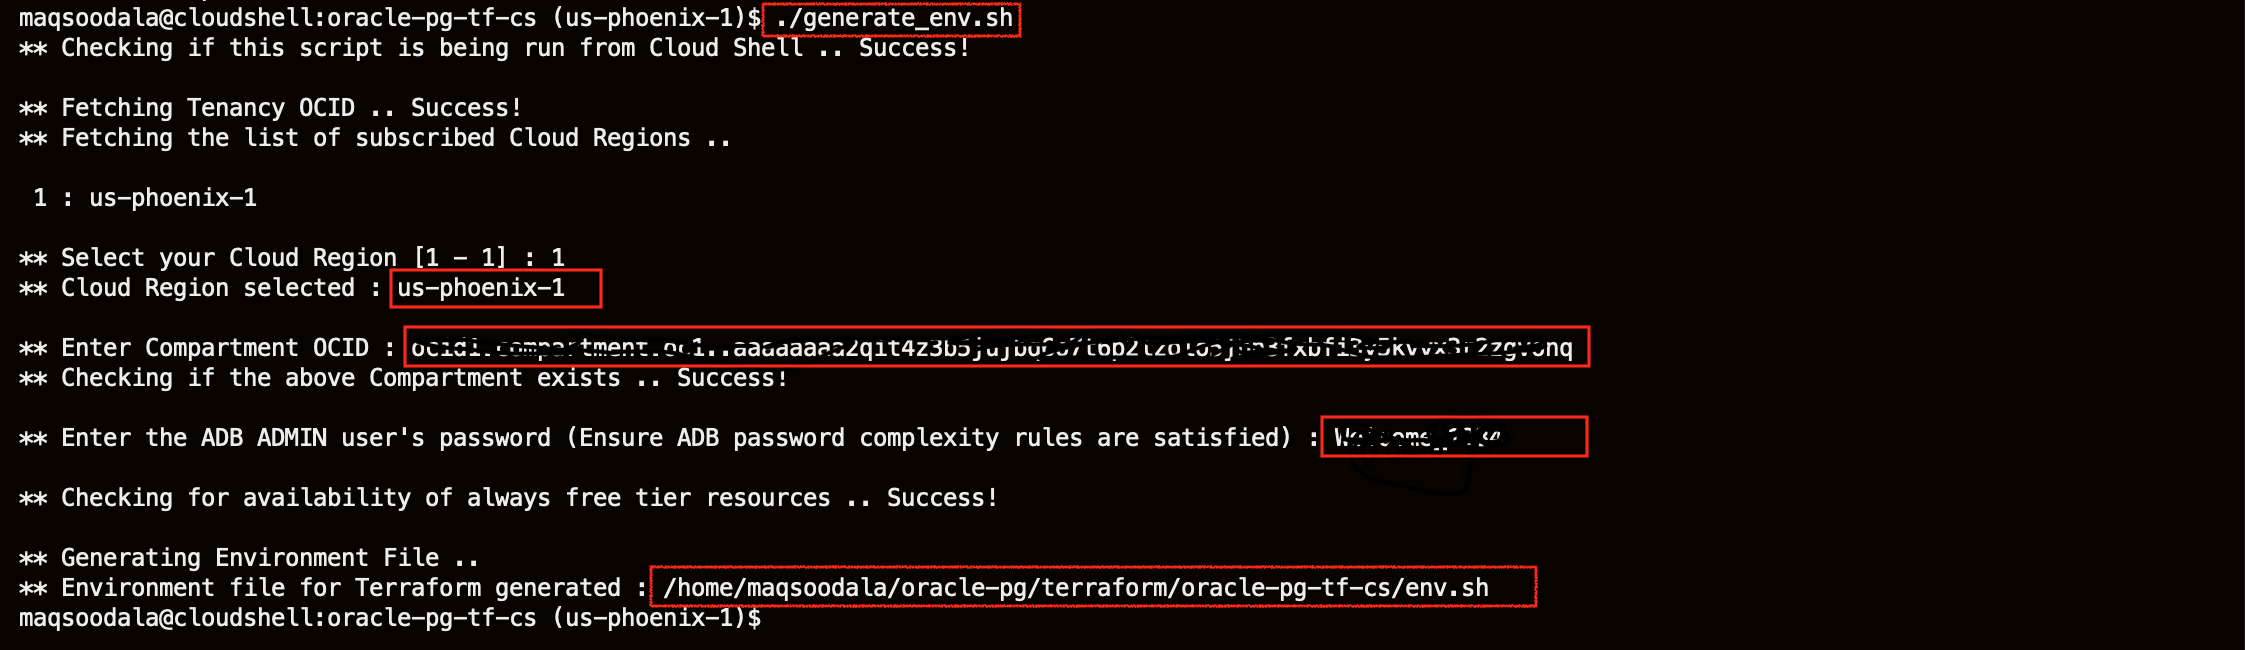 maqsoodala@cloudshell:oracle-pg-tf-cs (us-phoenix-1)$ ./generate_env.sh
** Checking if this script is being run from Cloud Shell .. Success!
** Fetching Tenancy OCID .. Success!
** Fetching the list of subscribed Cloud Regions ..
1 : us-phoenix-1
** Select your Cloud Region [1 - 1] : 1
** Cloud Region selected : us-phoenix-1
** Enter Compartment OCID :
** Checking if the above Compartment exists .. Success!
** Enter the ADB ADMIN user's password (Ensure ADB password complexity rules are satisfied) :
** Checking for availability of always free tier resources .. Success!
** Generating Environment File ..
** Environment file for Terraform generated : /home/maqsoodala/oracle-pg/terraform/oracle-pg-tf-cs/env.sh
maqsoodala@cloudshell:oracle-pg-tf-cs (us-phoenix-1)$